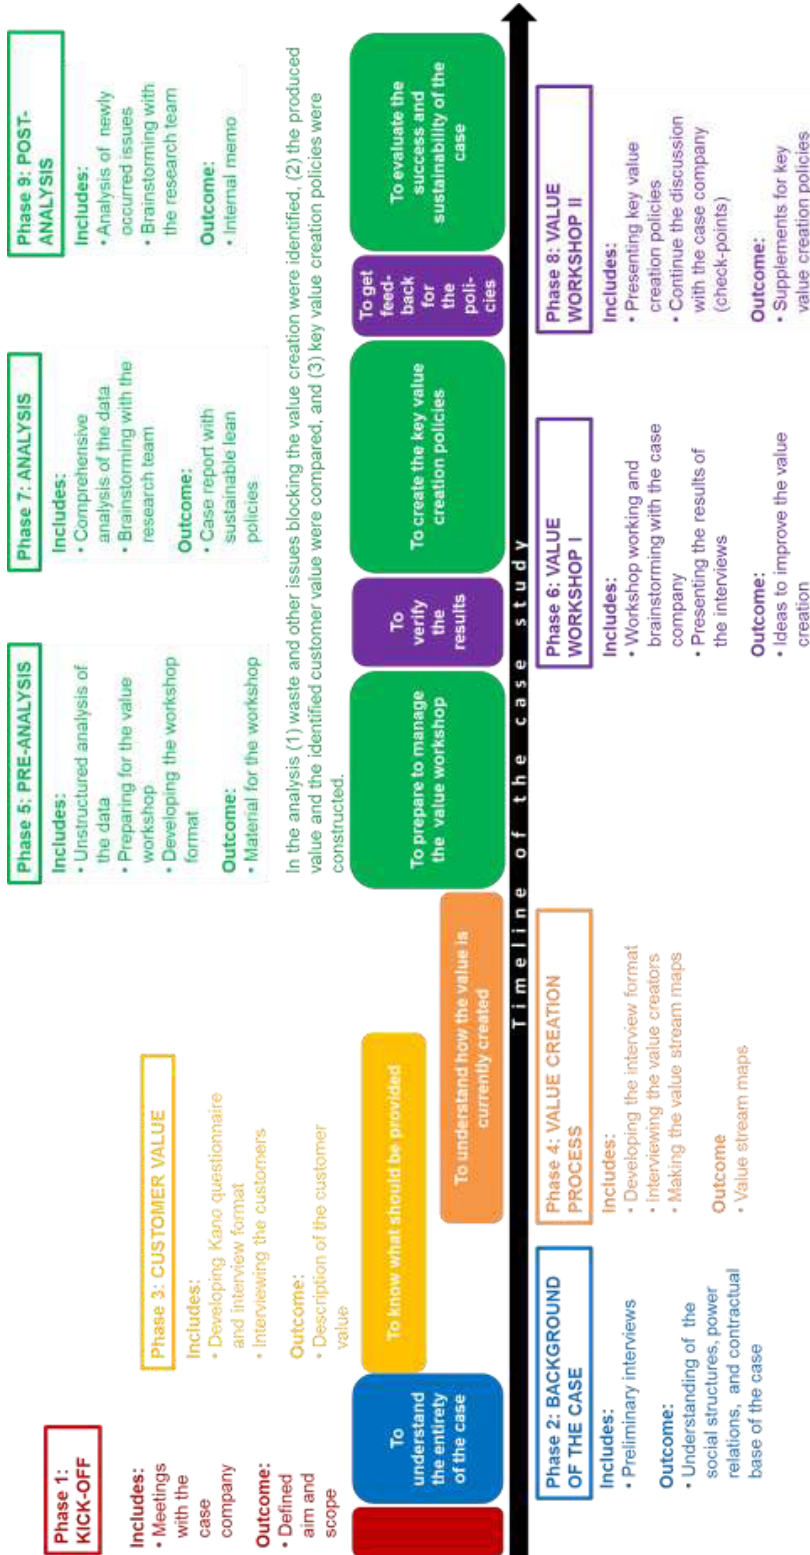 Phase 1:
KICK-OFF
Includes:
• Meetings
with the
case
company
Outcome:
• Defined
aim and
scope
Phase 3: CUSTOMER VALUE
Includes:
• Developing Kano questionnaire
and interview format
• Interviewing the customers
Outcome:
• Description of the customer
value
Phase 5: PRE-ANALYSIS
Includes:
• Unstructured analysis of
the data
• Preparing for the value
workshop
• Developing the workshop
format
Outcome:
• Material for the workshop
Phase 7: ANALYSIS
Includes:
• Comprehensive
analysis of the data
• Brainstorming with the
research team
Outcome:
• Case report with
sustainable lean
policies
Phase 9: POST-
ANALYSIS
Includes:
• Analysis of newly
occurred issues
• Brainstorming with
the research team
Outcome:
• Internal memo
In the analysis (1) waste and other issues blocking the value creation were identified, (2) the produced
value and the identified customer value were compared, and (3) key value creation policies were
constructed.
To
understand
the entirety
of the case
To know what should be provided
To understand how the value is
currently created
To prepare to manage
the value workshop
To
verify
the
results
To create the key value
creation policies
To get
feed-
back
for
the
poli-
cies
To evaluate the
success and
sustainability of the
case
Timeline of the case study
Phase 2: BACKGROUND
OF THE CASE
Includes:
• Preliminary interviews
Outcome:
• Understanding of the
social structures, power
relations, and contractual
base of the case
Phase 4: VALUE CREATION
PROCESS
Includes:
• Developing the interview format
• Interviewing the value creators
• Making the value stream maps
Outcome
• Value stream maps
Phase 6: VALUE
WORKSHOP I
Includes:
• Workshop working and
brainstorming with the case
company
• Presenting the results of
the interviews
Outcome:
• Ideas to improve the value
creation
Phase 8: VALUE
WORKSHOP II
Includes:
• Presenting key value
creation policies
• Continue the discussion
with the case company
(check-points)
Outcome:
• Supplements for key
value creation policies